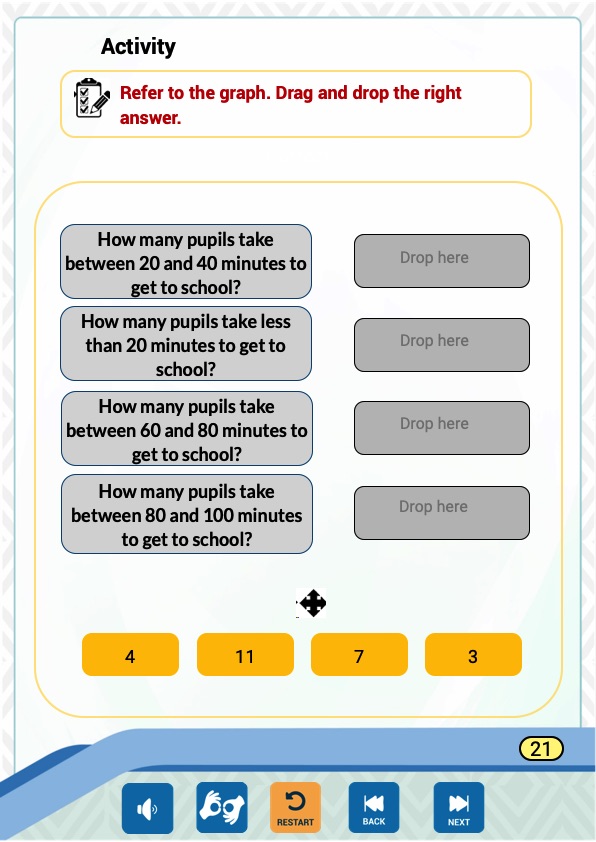 Activity
Refer to the graph. Drag and drop the right
answer.
How many pupils take
between 20 and 40 minutes to
get to school?
Drop here
How many pupils take less
than 20 minutes to get to
school?
Drop here
How many pupils take
between 60 and 80 minutes to
get to school?
Drop here
How many pupils take
between 80 and 100 minutes
to get to school?
Drop here
4
11
7
3
21
RESTART
BACK
NEXT